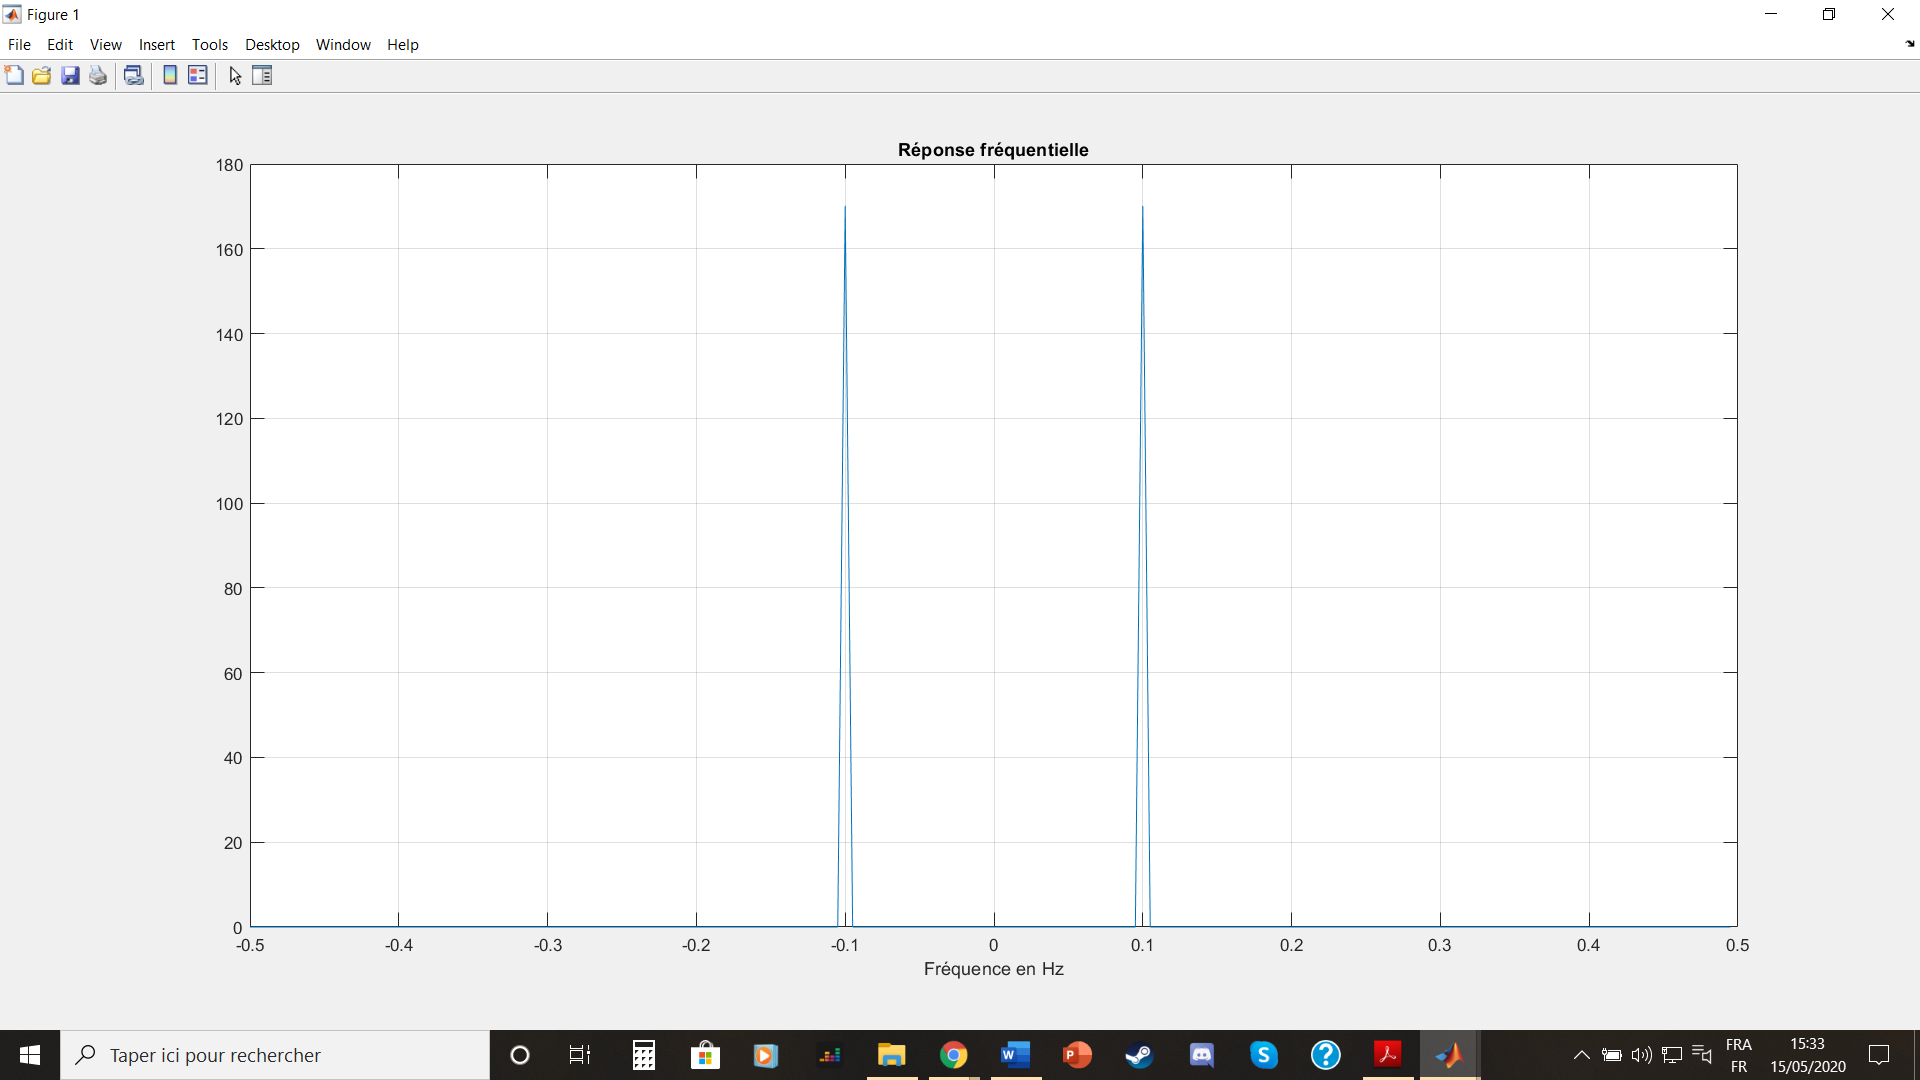 Figure 1
File Edit View Insert Tools Desktop Window Help
Réponse fréquentielle
180
160
140
120
100
80
60
40
20
0
-0.5 -0.4 -0.3 -0.2 -0.1 0 0.1 0.2 0.3 0.4 0.5
Fréquence en Hz
Taper ici pour rechercher
FRA
FR
15:33
15/05/2020